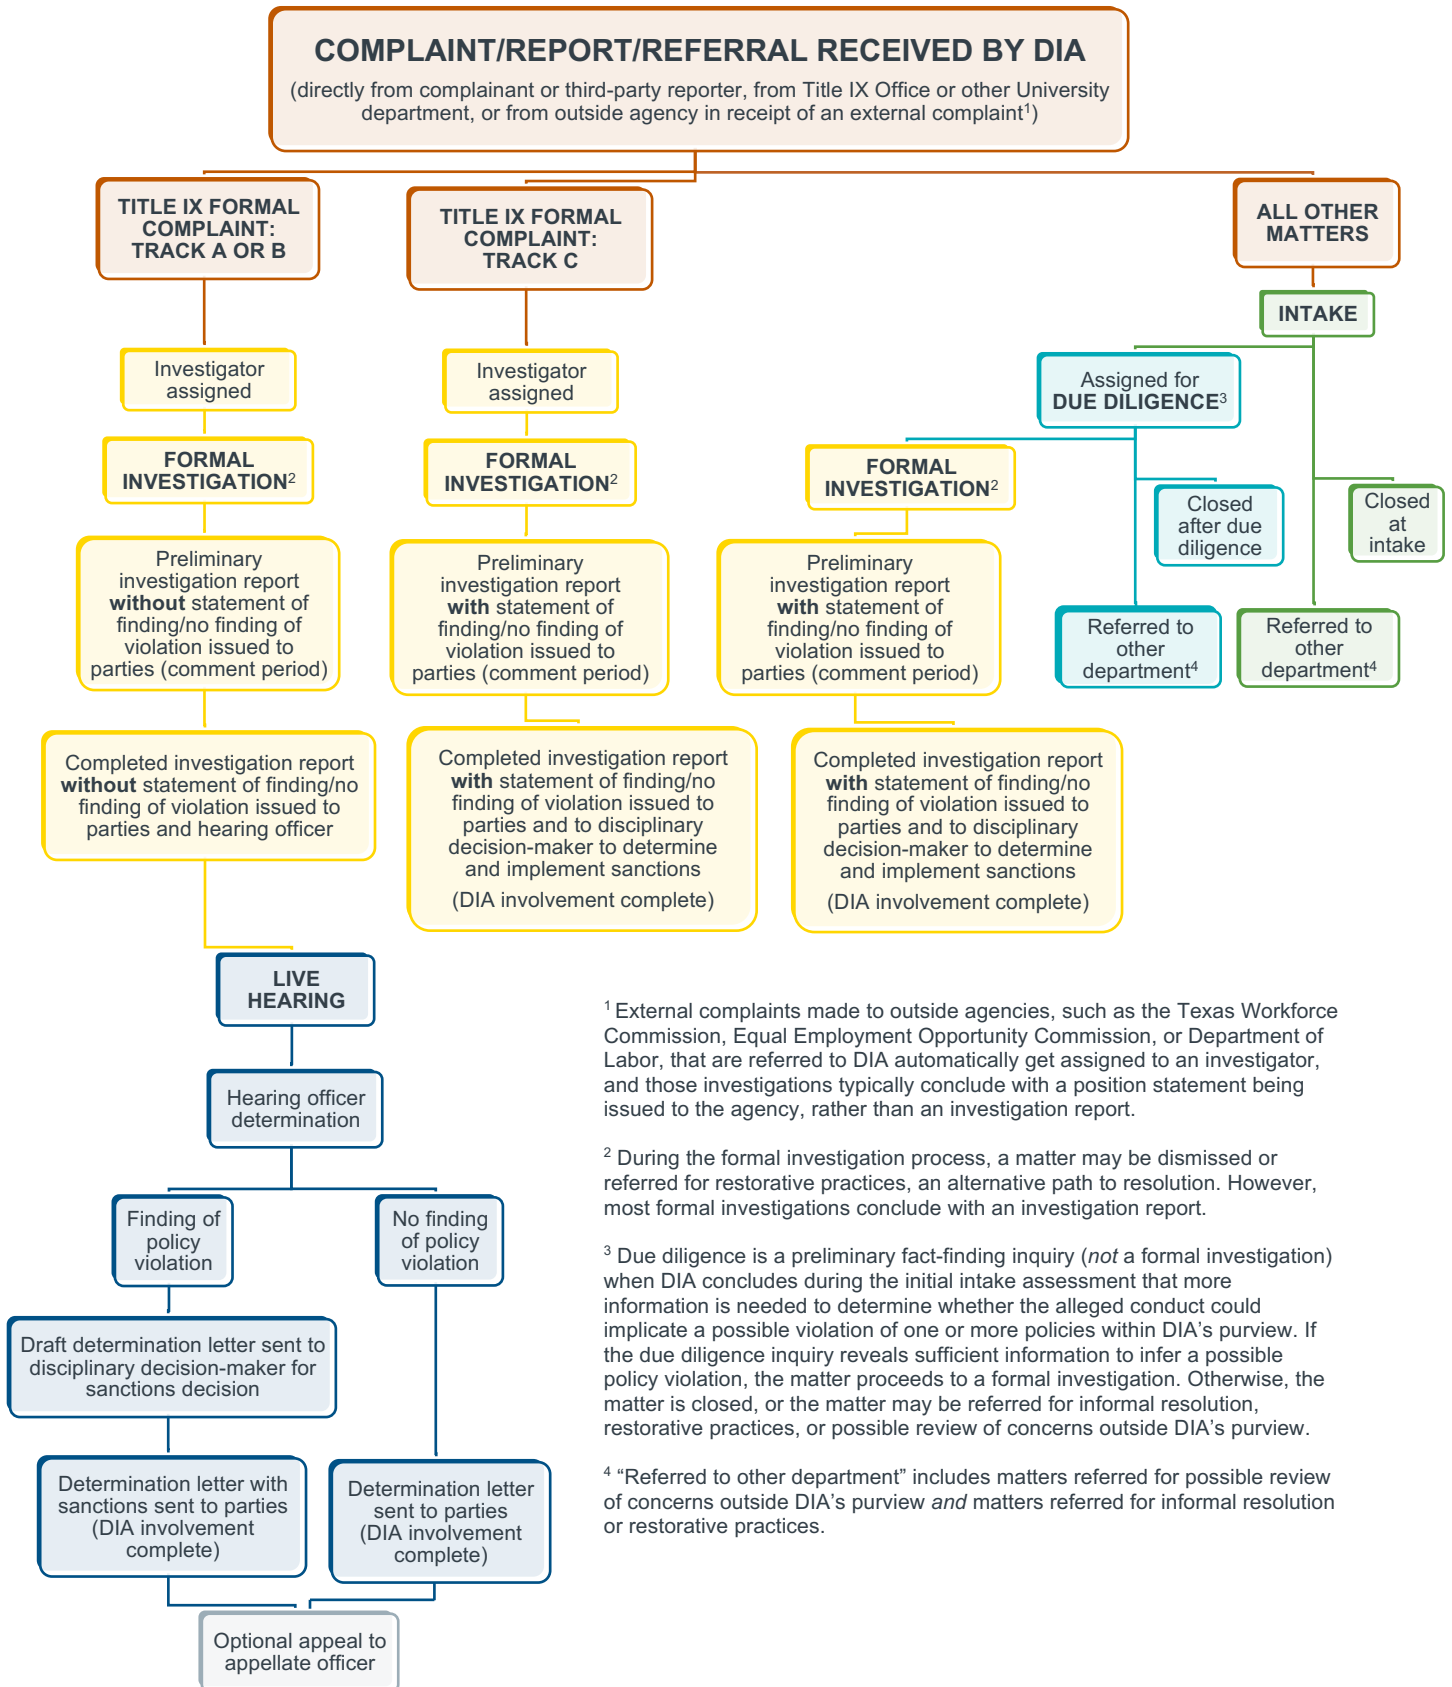 COMPLAINT/REPORT/REFERRAL RECEIVED BY DIA
(directly from complainant or third-party reporter, from Title IX Office or other University
department, or from outside agency in receipt of an external complaint¹)
TITLE IX FORMAL
COMPLAINT:
TRACK A OR B
Investigator
assigned
FORMAL
INVESTIGATION²
Preliminary
investigation report
without statement of
finding/no finding of
violation issued to
parties (comment period)
Completed investigation report
without statement of finding/no
finding of violation issued to
parties and hearing officer
LIVE
HEARING
Hearing officer
determination
Finding of
policy
violation
No finding
of policy
violation
Draft determination letter sent to
disciplinary decision-maker for
sanctions decision
Determination letter with
sanctions sent to parties
(DIA involvement
complete)
Determination letter
sent to parties
(DIA involvement
complete)
Optional appeal to
appellate officer
TITLE IX FORMAL
COMPLAINT:
TRACK C
Investigator
assigned
FORMAL
INVESTIGATION²
Preliminary
investigation report
with statement of
finding/no finding of
violation issued to
parties (comment period)
Completed investigation report
with statement of finding/no
finding of violation issued to
parties and to disciplinary
decision-maker to determine
and implement sanctions
(DIA involvement complete)
ALL OTHER
MATTERS
INTAKE
Assigned for
DUE DILIGENCE³
FORMAL
INVESTIGATION²
Preliminary
investigation report
with statement of
finding/no finding of
violation issued to
parties (comment period)
Completed investigation report
with statement of finding/no
finding of violation issued to
parties and to disciplinary
decision-maker to determine
and implement sanctions
(DIA involvement complete)
Closed
after due
diligence
Referred to
other
department⁴
Closed
at
intake
Referred to
other
department⁴
¹ External complaints made to outside agencies, such as the Texas Workforce
Commission, Equal Employment Opportunity Commission, or Department of
Labor, that are referred to DIA automatically get assigned to an investigator,
and those investigations typically conclude with a position statement being
issued to the agency, rather than an investigation report.
² During the formal investigation process, a matter may be dismissed or
referred for restorative practices, an alternative path to resolution. However,
most formal investigations conclude with an investigation report.
³ Due diligence is a preliminary fact-finding inquiry (not a formal investigation)
when DIA concludes during the initial intake assessment that more
information is needed to determine whether the alleged conduct could
implicate a possible violation of one or more policies within DIA’s purview. If
the due diligence inquiry reveals sufficient information to infer a possible
policy violation, the matter proceeds to a formal investigation. Otherwise, the
matter is closed, or the matter may be referred for informal resolution,
restorative practices, or possible review of concerns outside DIA’s purview.
⁴ “Referred to other department” includes matters referred for possible review
of concerns outside DIA’s purview and matters referred for informal resolution
or restorative practices.